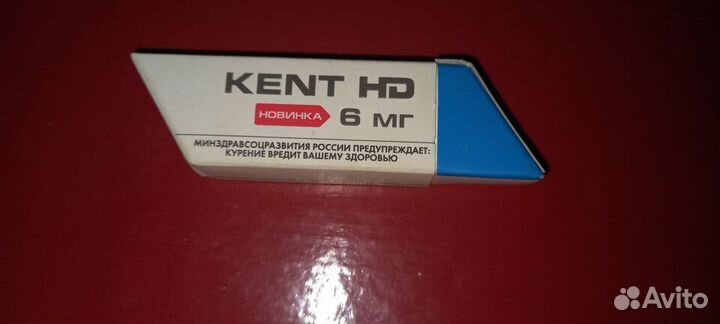 KENT HD
НОВИНКА 6 МГ
МИНЗДРАВСОЦРАЗВИТИЯ РОССИИ ПРЕДУПРЕЖДАЕТ:
КУРЕНИЕ ВРЕДИТ ВАШЕМУ ЗДОРОВЬЮ
Avito